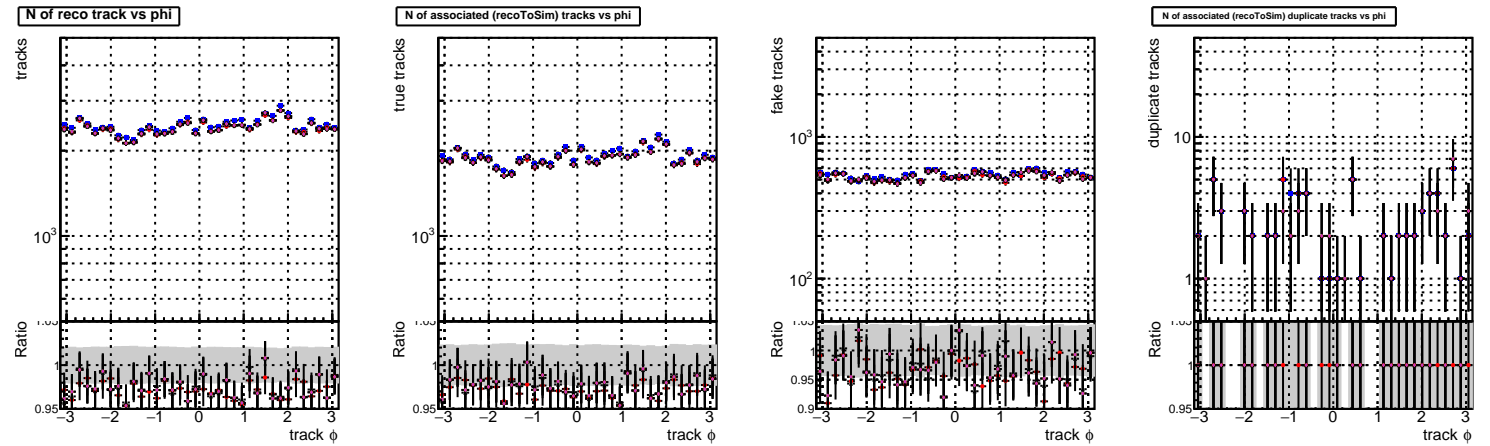 N of reco track vs phi
tracks
10³
Ratio
1
0.95
−3 −2 −1 0 1 2 3
track ϕ
N of associated (recoToSim) tracks vs phi
true tracks
10³
Ratio
1
0.95
−3 −2 −1 0 1 2 3
track ϕ
fake tracks
10³
10²
Ratio
1
0.95
0.9
−3 −2 −1 0 1 2 3
track ϕ
N of associated (recoToSim) duplicate tracks vs phi
duplicate tracks
10
1
Ratio
1
0.95
−3 −2 −1 0 1 2 3
track ϕ